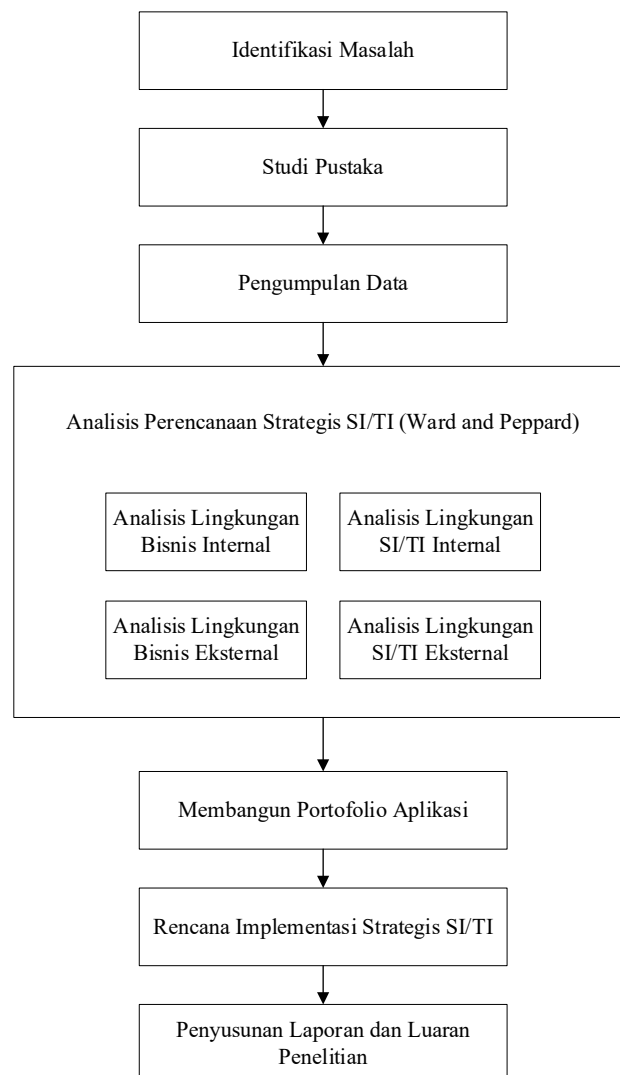 Identifikasi Masalah
Studi Pustaka
Pengumpulan Data
Analisis Perencanaan Strategis SI/TI (Ward and Peppard)
Analisis Lingkungan
Bisnis Internal
Analisis Lingkungan
SI/TI Internal
Analisis Lingkungan
Bisnis Eksternal
Analisis Lingkungan
SI/TI Eksternal
Membangun Portofolio Aplikasi
Rencana Implementasi Strategis SI/TI
Penyusunan Laporan dan Luaran
Penelitian